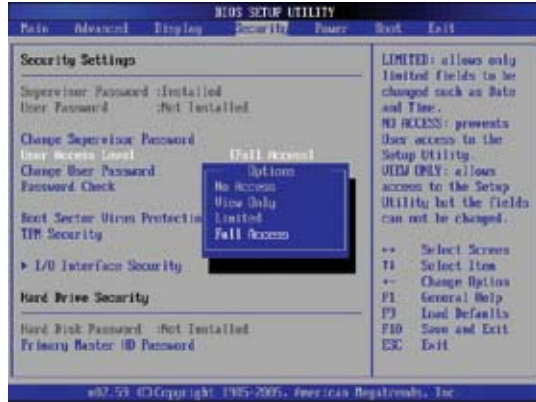 BIOS SETUP UTILITY
Main Advanced Display Security Power Boot Exit
Security Settings
Supervisor Password :Installed
User Password :Not Installed
Change Supervisor Password
User Access Level [Full Access]
Change User Password
Password Check
Boot Sector Virus Protection
TPM Security
I/O Interface Security
Hard Drive Security
Hard Disk Password :Not Installed
Primary Master HD Password
Options
No Access
View Only
Limited
Full Access
LIMITED: allows only
limited fields to be
changed such as Date
and Time.
NO ACCESS: prevents
User access to the
Setup Utility.
VIEW ONLY: allows
access to the Setup
Utility but the fields
can not be changed.
↔ Select Screen
↑↓ Select Item
+- Change Option
F1 General Help
F9 Load Defaults
F10 Save and Exit
ESC Exit
v02.59 (C)Copyright 1985-2005, American Megatrends, Inc.